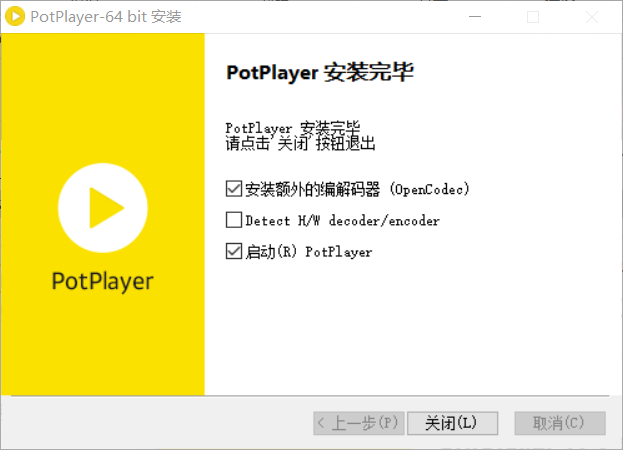 PotPlayer-64 bit 安装
PotPlayer 安装完毕
PotPlayer 安装完毕
请点击'关闭'按钮退出
安装额外的编解码器 (OpenCodec)
Detect H/W decoder/encoder
启动(R) PotPlayer
PotPlayer
< 上一步(P)
关闭(L)
取消(C)